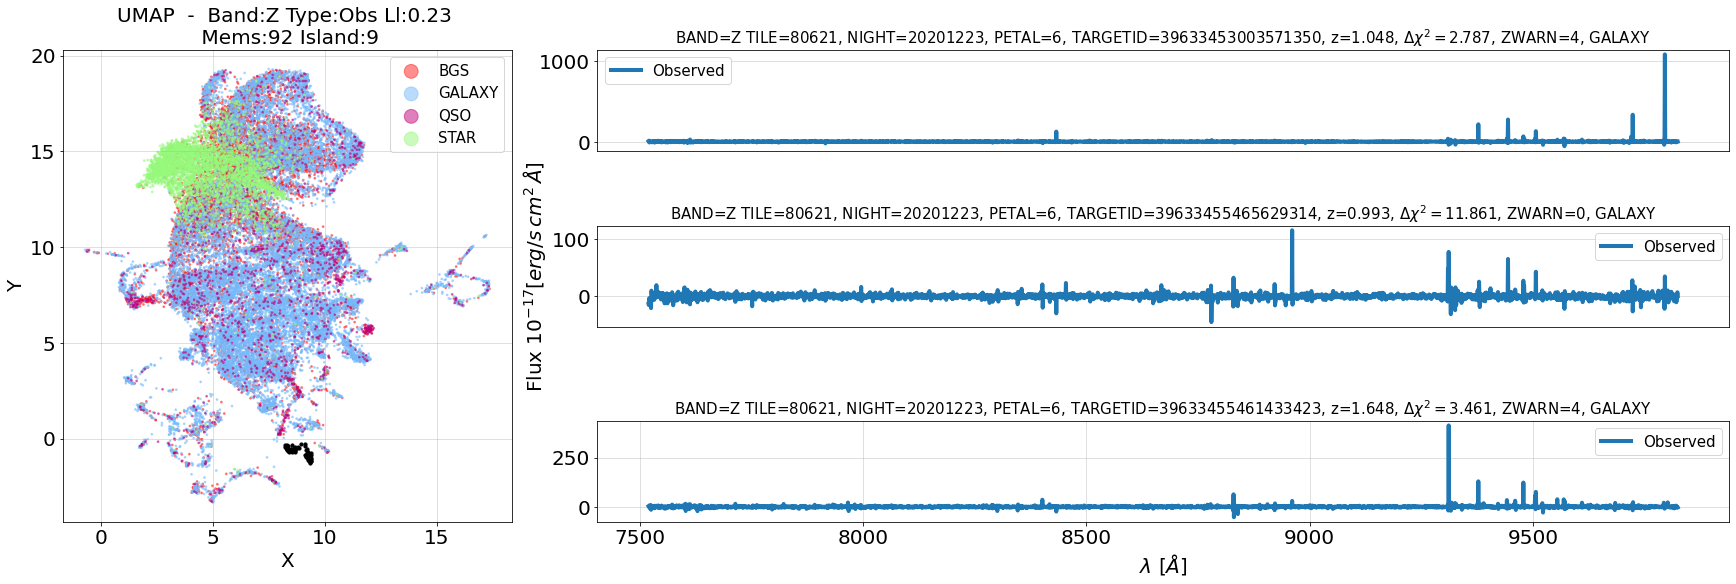 UMAP - Band:Z Type:Obs Ll:0.23
Mems:92 Island:9
20
15
10
5
0
Y
0 5 10 15
X
BGS
GALAXY
QSO
STAR
Flux 10⁻¹⁷[erg/s cm² Å]
BAND=Z TILE=80621, NIGHT=20201223, PETAL=6, TARGETID=39633453003571350, z=1.048, Δχ² = 2.787, ZWARN=4, GALAXY
1000
0
Observed
BAND=Z TILE=80621, NIGHT=20201223, PETAL=6, TARGETID=39633455465629314, z=0.993, Δχ² = 11.861, ZWARN=0, GALAXY
100
0
Observed
BAND=Z TILE=80621, NIGHT=20201223, PETAL=6, TARGETID=39633455461433423, z=1.648, Δχ² = 3.461, ZWARN=4, GALAXY
250
0
Observed
7500 8000 8500 9000 9500
λ [Å]